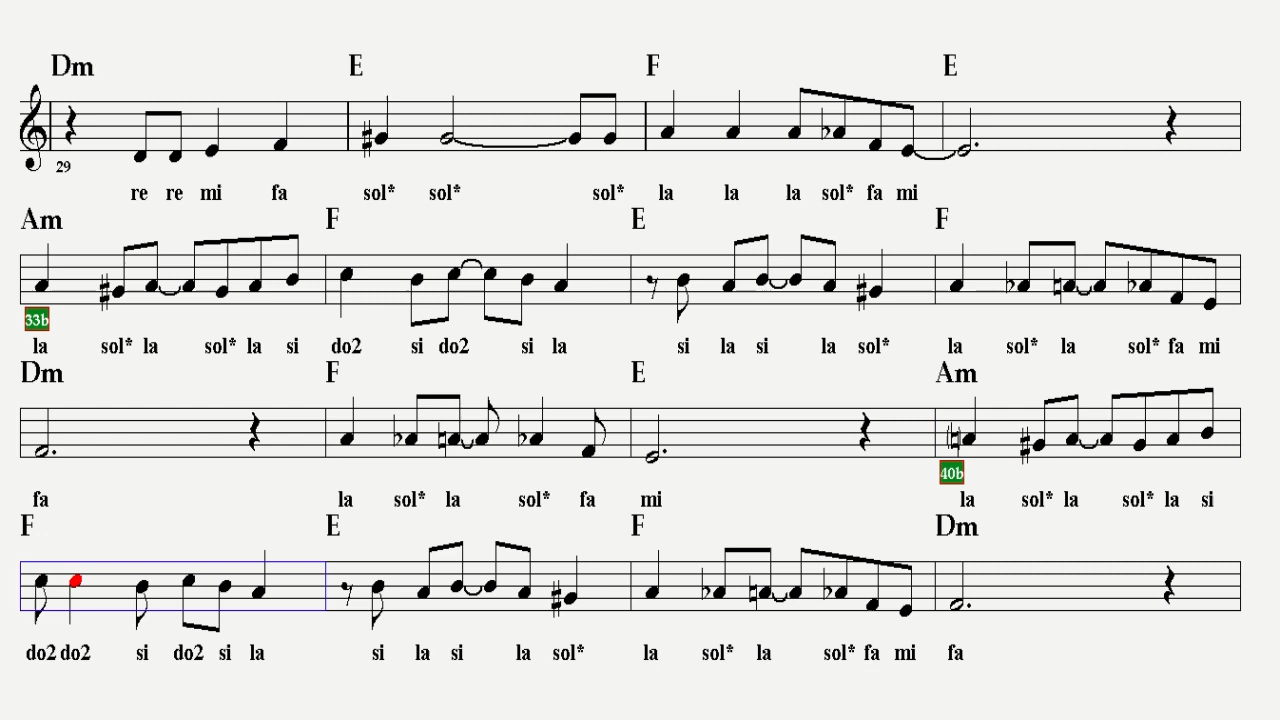 Dm E F E
29
re re mi fa sol* sol* sol* la la la sol* fa mi
Am F E F
33b
la sol* la sol* la si do2 si do2 si la si la si la sol* la sol* la sol* fa mi
Dm F E Am
40b
fa la sol* la sol* fa mi la sol* la sol* la si
F E F Dm
do2 do2 si do2 si la si la si la sol* la sol* la sol* fa mi fa